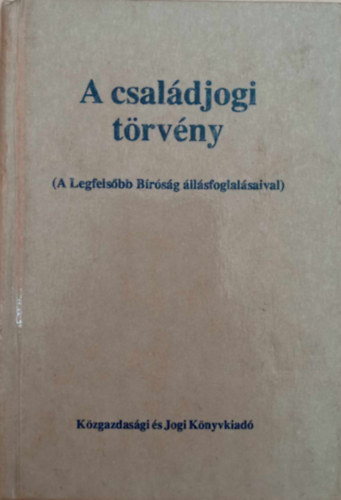 A családjogi
törvény
(A Legfelsőbb Bíróság állásfoglalásaival)
Közgazdasági és Jogi Könyvkiadó